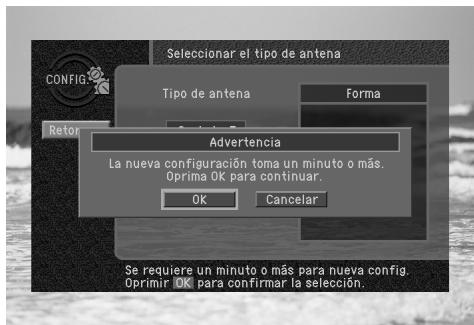 Seleccionar el tipo de antena
CONFIG.
Tipo de antena
Forma
Advertencia
La nueva configuración toma un minuto o más.
Oprima OK para continuar.
OK
Cancelar
Se requiere un minuto o más para nueva config.
Oprimir OK para confirmar la selección.